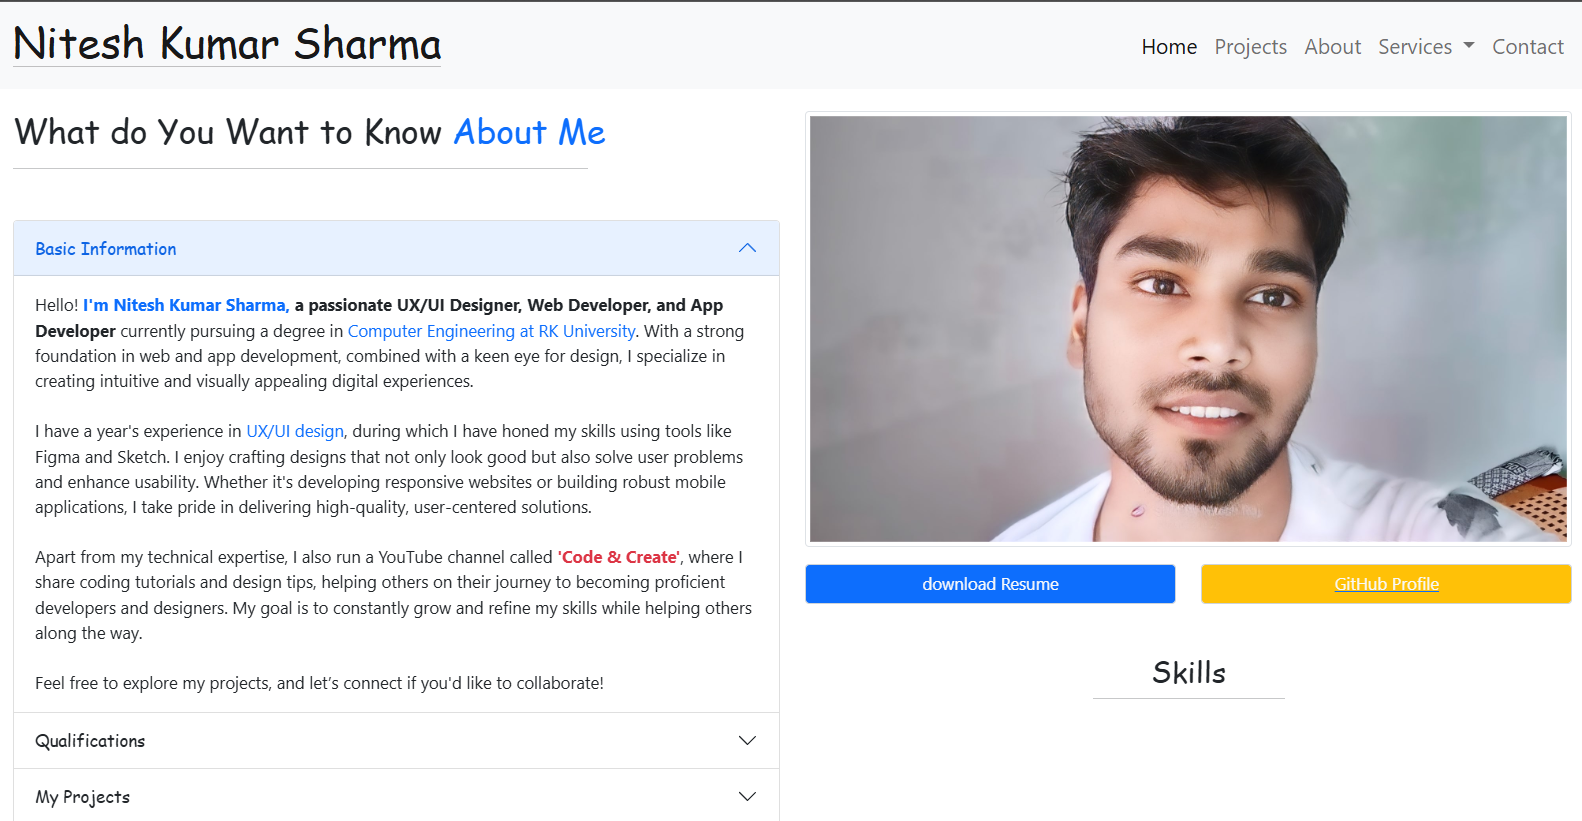 Nitesh Kumar Sharma
Home Projects About Services Contact
What do You Want to Know About Me
Basic Information
Hello! I'm Nitesh Kumar Sharma, a passionate UX/UI Designer, Web Developer, and App
Developer currently pursuing a degree in Computer Engineering at RK University. With a strong
foundation in web and app development, combined with a keen eye for design, I specialize in
creating intuitive and visually appealing digital experiences.
I have a year's experience in UX/UI design, during which I have honed my skills using tools like
Figma and Sketch. I enjoy crafting designs that not only look good but also solve user problems
and enhance usability. Whether it's developing responsive websites or building robust mobile
applications, I take pride in delivering high-quality, user-centered solutions.
Apart from my technical expertise, I also run a YouTube channel called 'Code & Create', where I
share coding tutorials and design tips, helping others on their journey to becoming proficient
developers and designers. My goal is to constantly grow and refine my skills while helping others
along the way.
Feel free to explore my projects, and let’s connect if you'd like to collaborate!
Qualifications
My Projects
download Resume
GitHub Profile
Skills